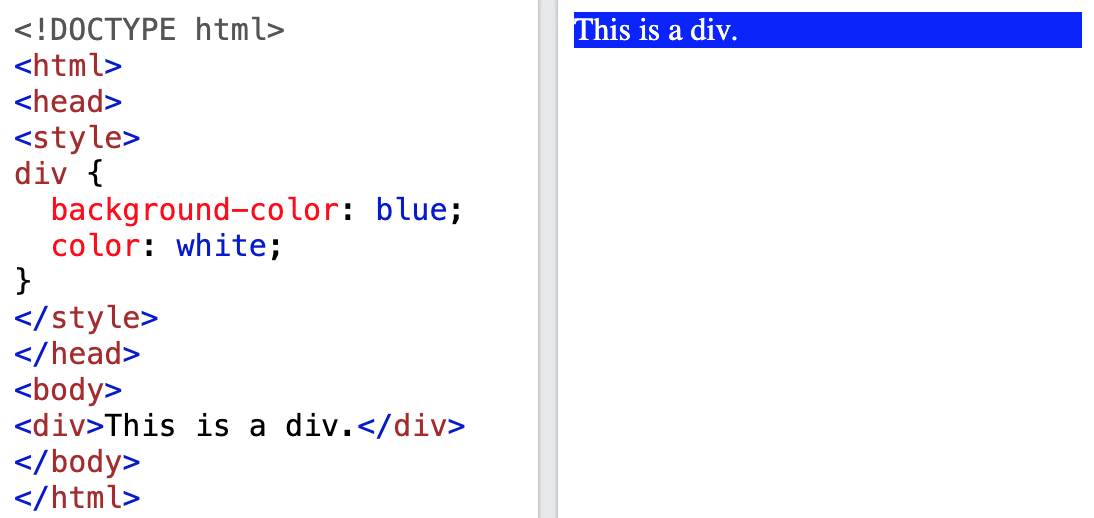 <!DOCTYPE html>
<html>
<head>
<style>
div {
  background-color: blue;
  color: white;
}
</style>
</head>
<body>
<div>This is a div.</div>
</body>
</html>
This is a div.